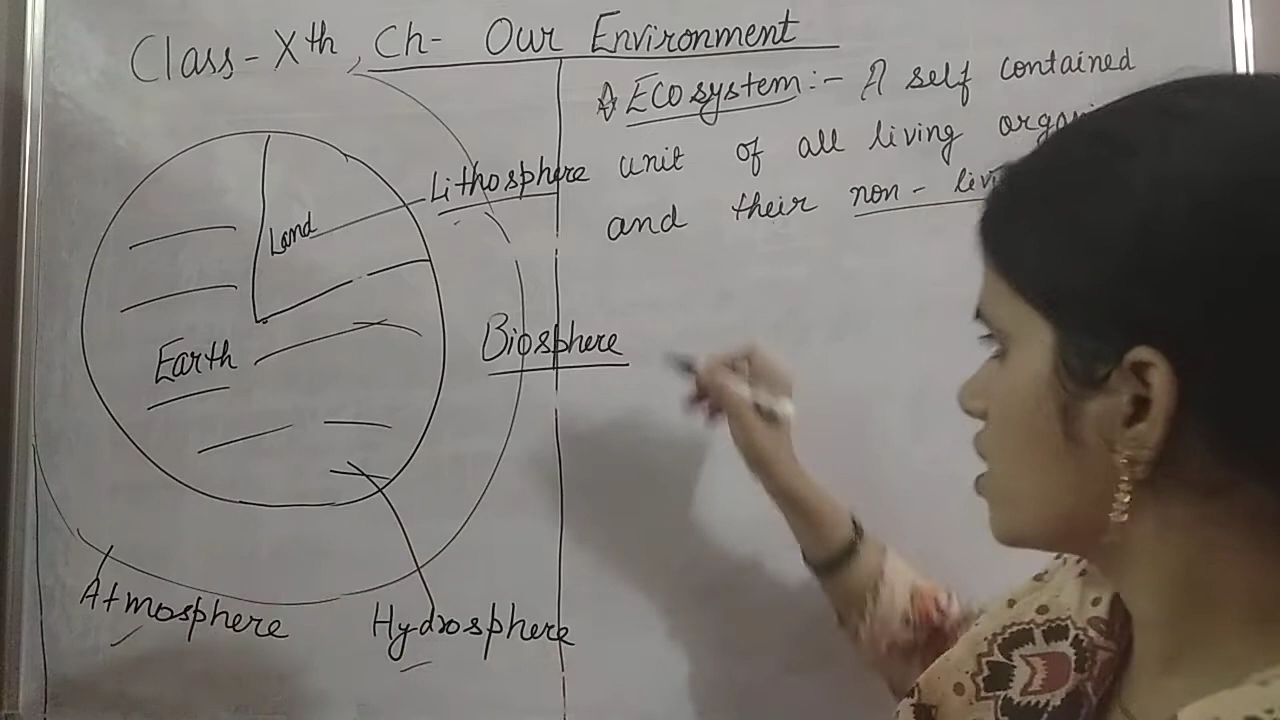 Class-Xth, Ch- Our Environment
Ecosystem:- A self contained
unit of all living
and their non-
Lithosphere
Land
Earth
Biosphere
Atmosphere
Hydrosphere